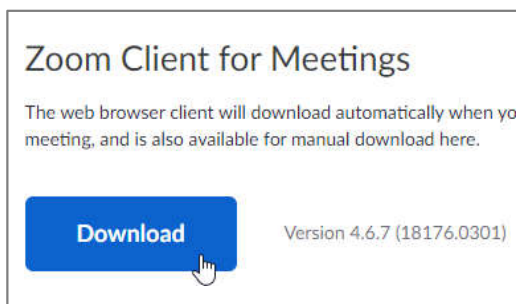 Zoom Client for Meetings
The web browser client will download automatically when
meeting, and is also available for manual download here.
Download
Version 4.6.7 (18176.0301)